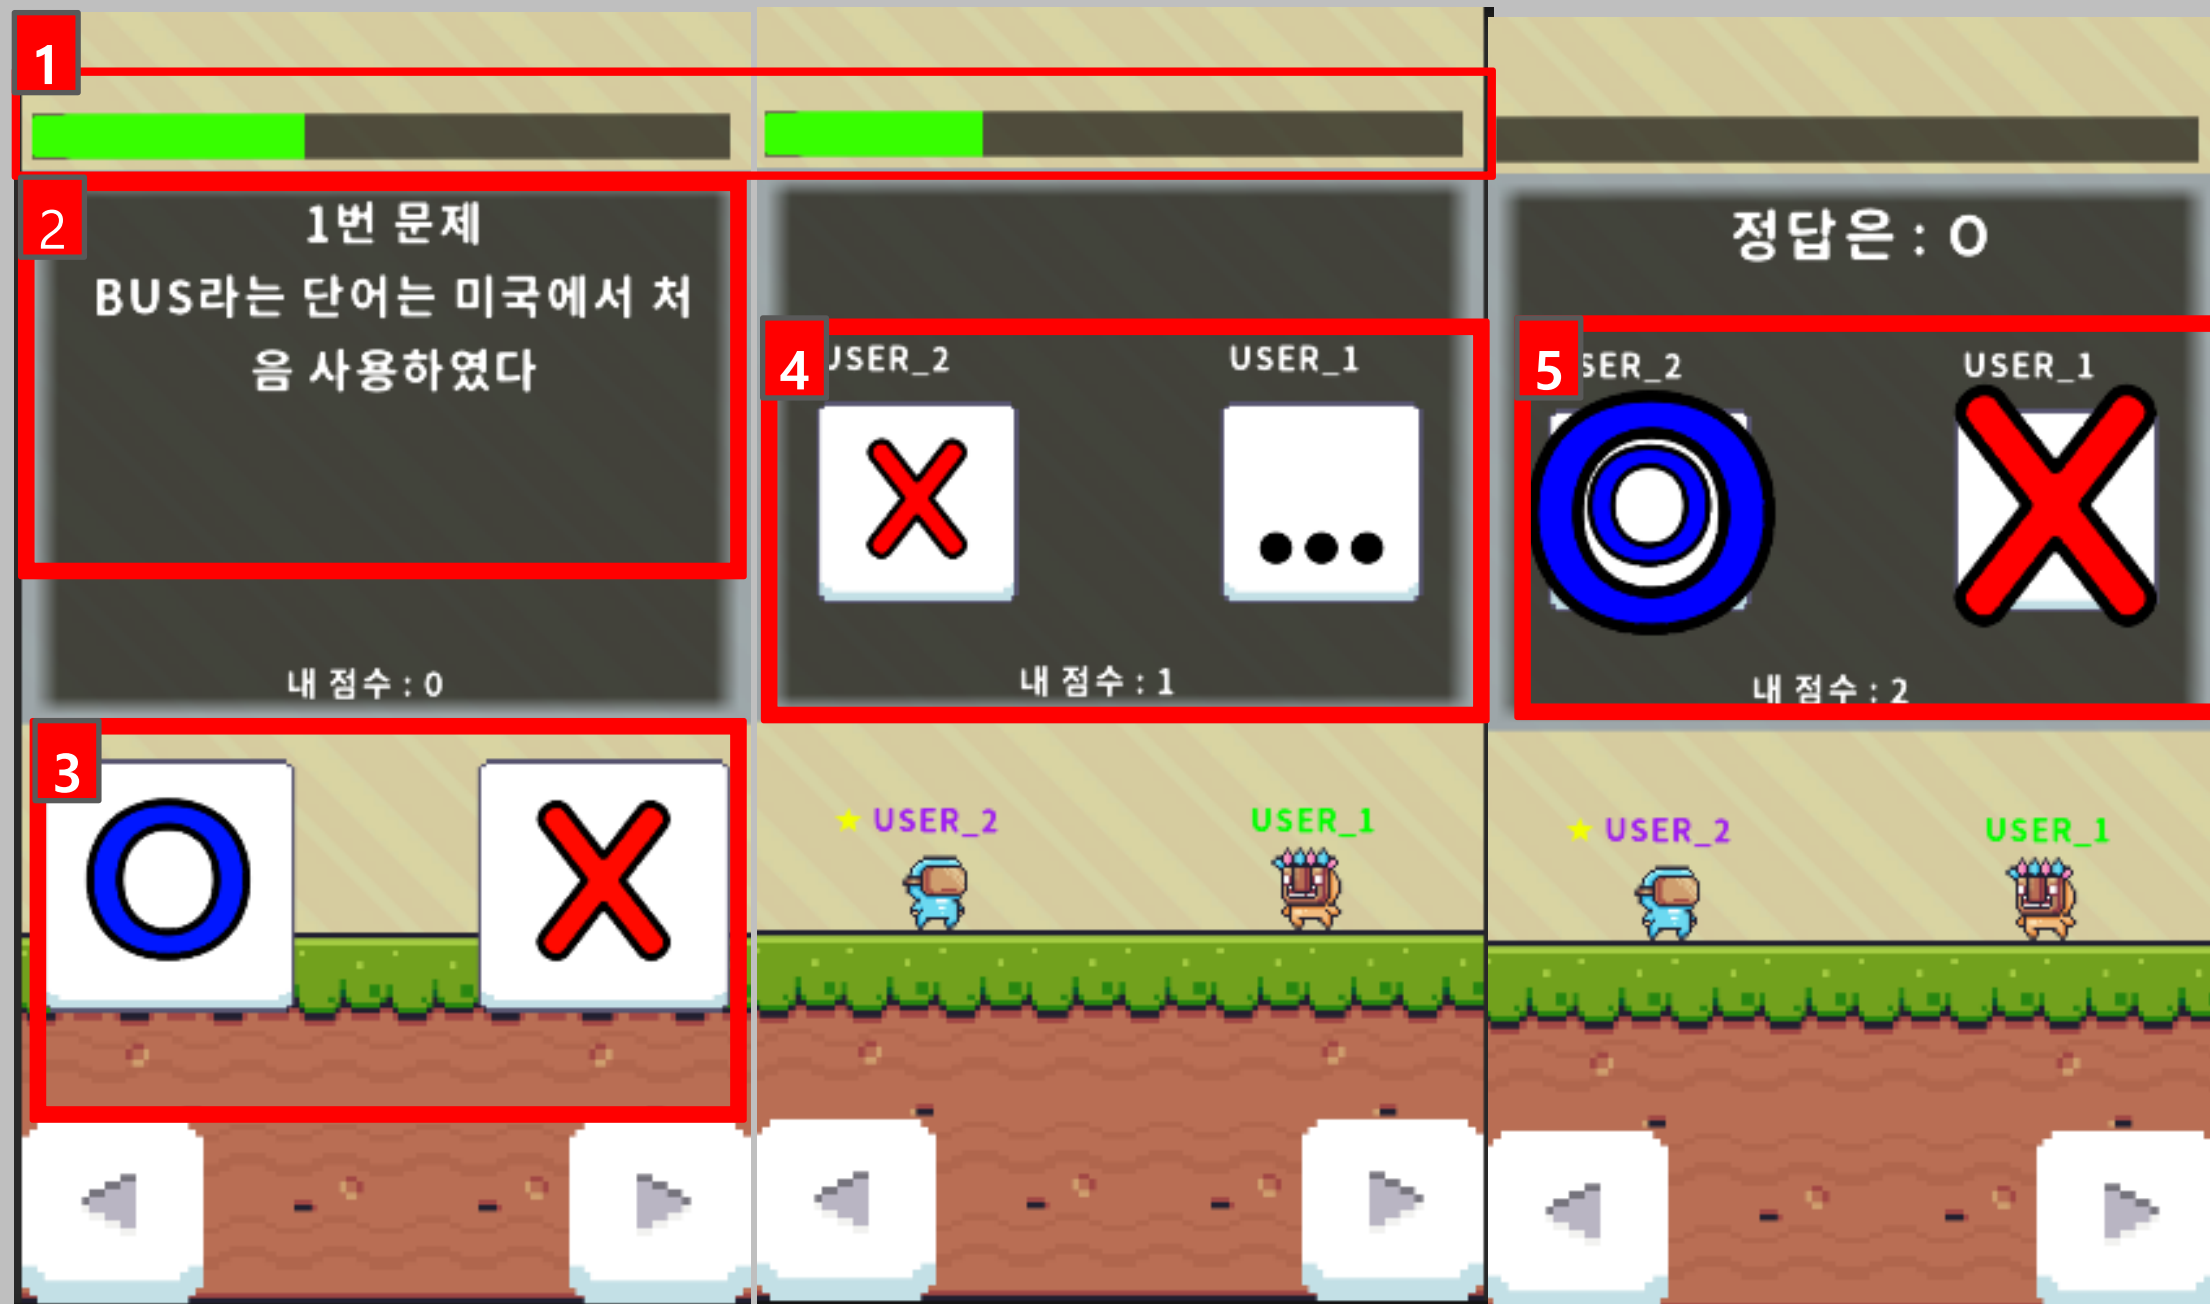 1
2
1번 문제
BUS라는 단어는 미국에서 처
음 사용하였다
내 점수 : 0
3
O X
4
USER_2 USER_1
X ...
내 점수 : 1
★ USER_2 USER_1
정답은 : O
5
SER_2 USER_1
O X
내 점수 : 2
★ USER_2 USER_1